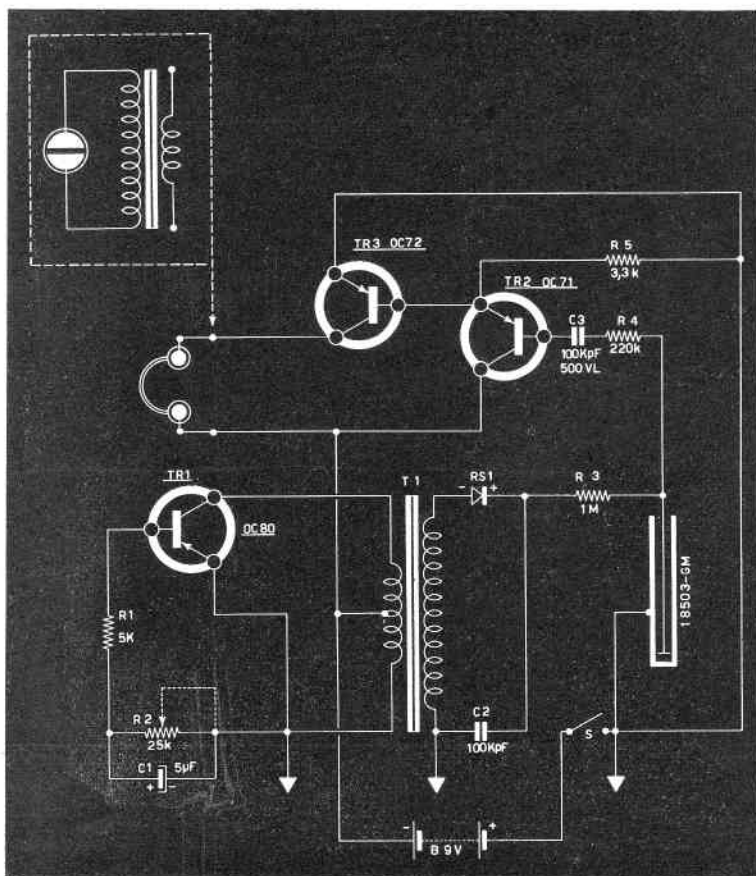 TR3 OC72
R 5
3,3 k
TR2 OC71
C3
100KpF
500 VL
R 4
220k
TR1
OC80
T 1
RS1
- +
R 3
1 M
18503-GM
R1
5K
R2
25k
C1
5µF
+ -
C2
100KpF
S
- +
B 9V